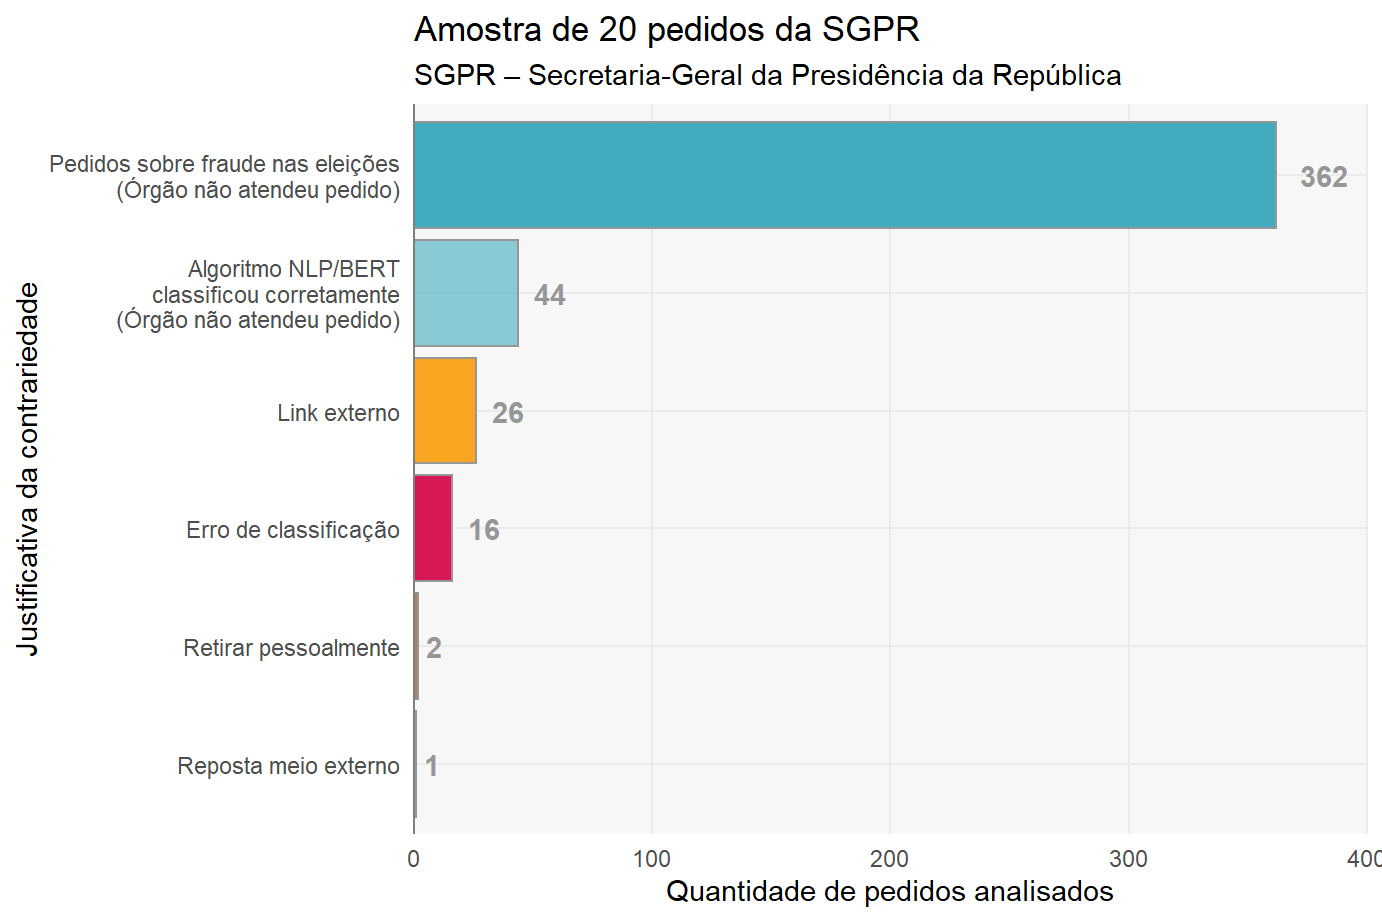 Amostra de 20 pedidos da SGPR
SGPR – Secretaria-Geral da Presidência da República
Justificativa da contrariedade
Pedidos sobre fraude nas eleições
(Órgão não atendeu pedido)
362
Algoritmo NLP/BERT
classificou corretamente
(Órgão não atendeu pedido)
44
Link externo
26
Erro de classificação
16
Retirar pessoalmente
2
Reposta meio externo
1
0 100 200 300 400
Quantidade de pedidos analisados